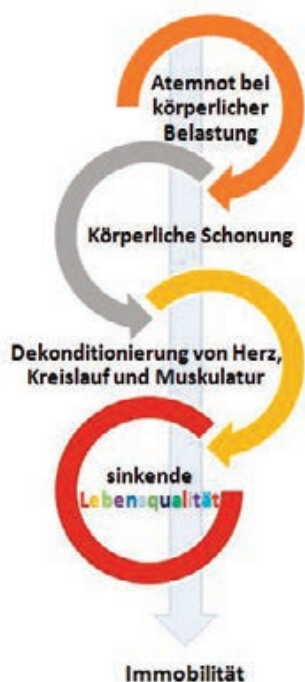 Atemnot bei
körperlicher
Belastung
Körperliche Schonung
Dekonditionierung von Herz,
Kreislauf und Muskulatur
sinkende
Lebensqualität
Immobilität